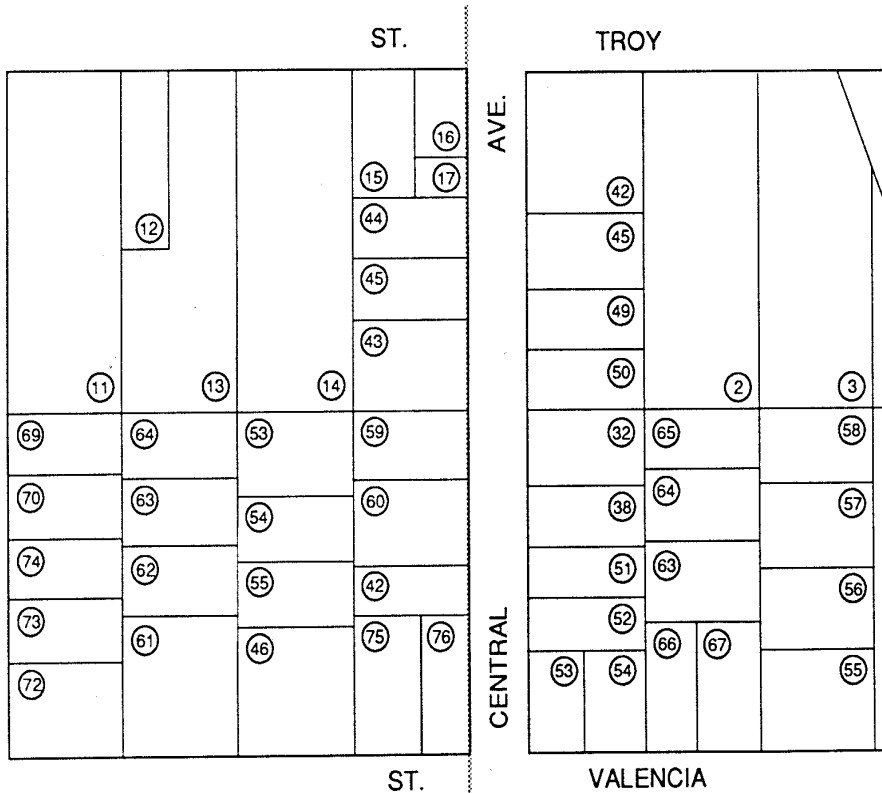 ST. TROY
AVE.
16
15 17 42
44 45
12
45 49
43 50
11 13 14 2 3
69 64 53 59 32 65 58
70 63 54 60 38 64 57
74 62 55 42 51 63 56
73 61 46 75 76 52 66 67
72 53 54 55
CENTRAL
ST. VALENCIA